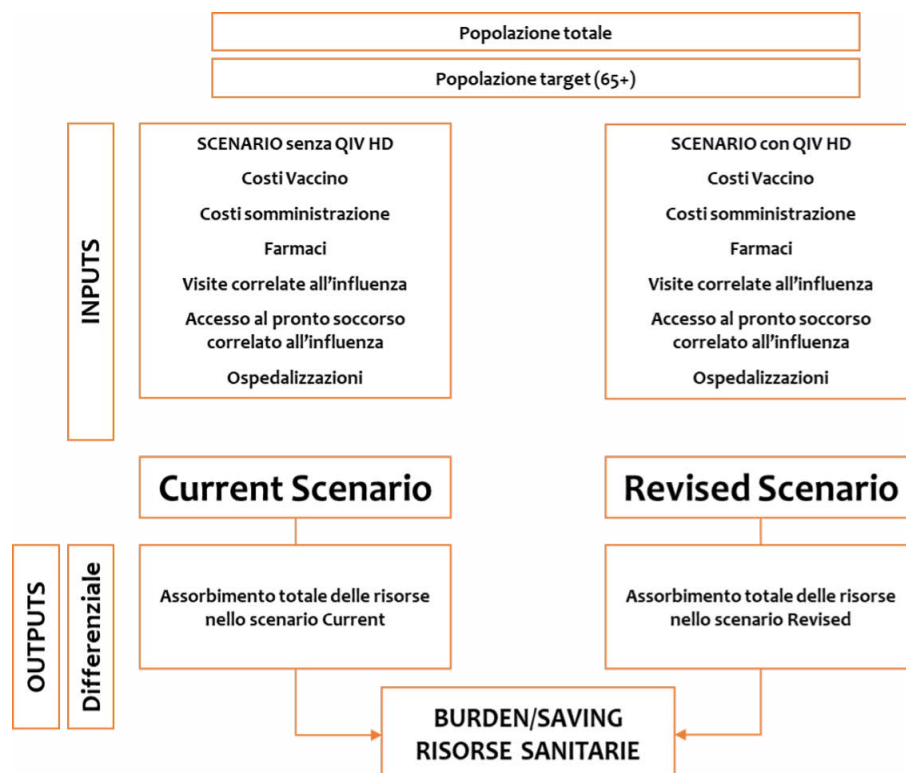 Popolazione totale
Popolazione target (65+)
INPUTS
SCENARIO senza QIV HD
Costi Vaccino
Costi somministrazione
Farmaci
Visite correlate all'influenza
Accesso al pronto soccorso
correlato all'influenza
Ospedalizzazioni
SCENARIO con QIV HD
Costi Vaccino
Costi somministrazione
Farmaci
Visite correlate all'influenza
Accesso al pronto soccorso
correlato all'influenza
Ospedalizzazioni
Current Scenario
Revised Scenario
OUTPUTS
Differenziale
Assorbimento totale delle risorse
nello scenario Current
Assorbimento totale delle risorse
nello scenario Revised
BURDEN/SAVING
RISORSE SANITARIE